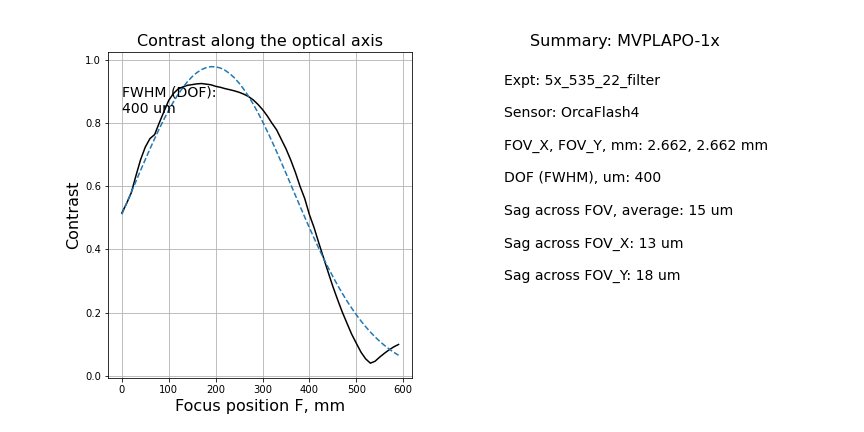 Contrast along the optical axis
FWHM (DOF):
400 um
Contrast
1.0
0.8
0.6
0.4
0.2
0.0
0 100 200 300 400 500 600
Focus position F, mm
Summary: MVPLAPO-1x
Expt: 5x_535_22_filter
Sensor: OrcaFlash4
FOV_X, FOV_Y, mm: 2.662, 2.662 mm
DOF (FWHM), um: 400
Sag across FOV, average: 15 um
Sag across FOV_X: 13 um
Sag across FOV_Y: 18 um